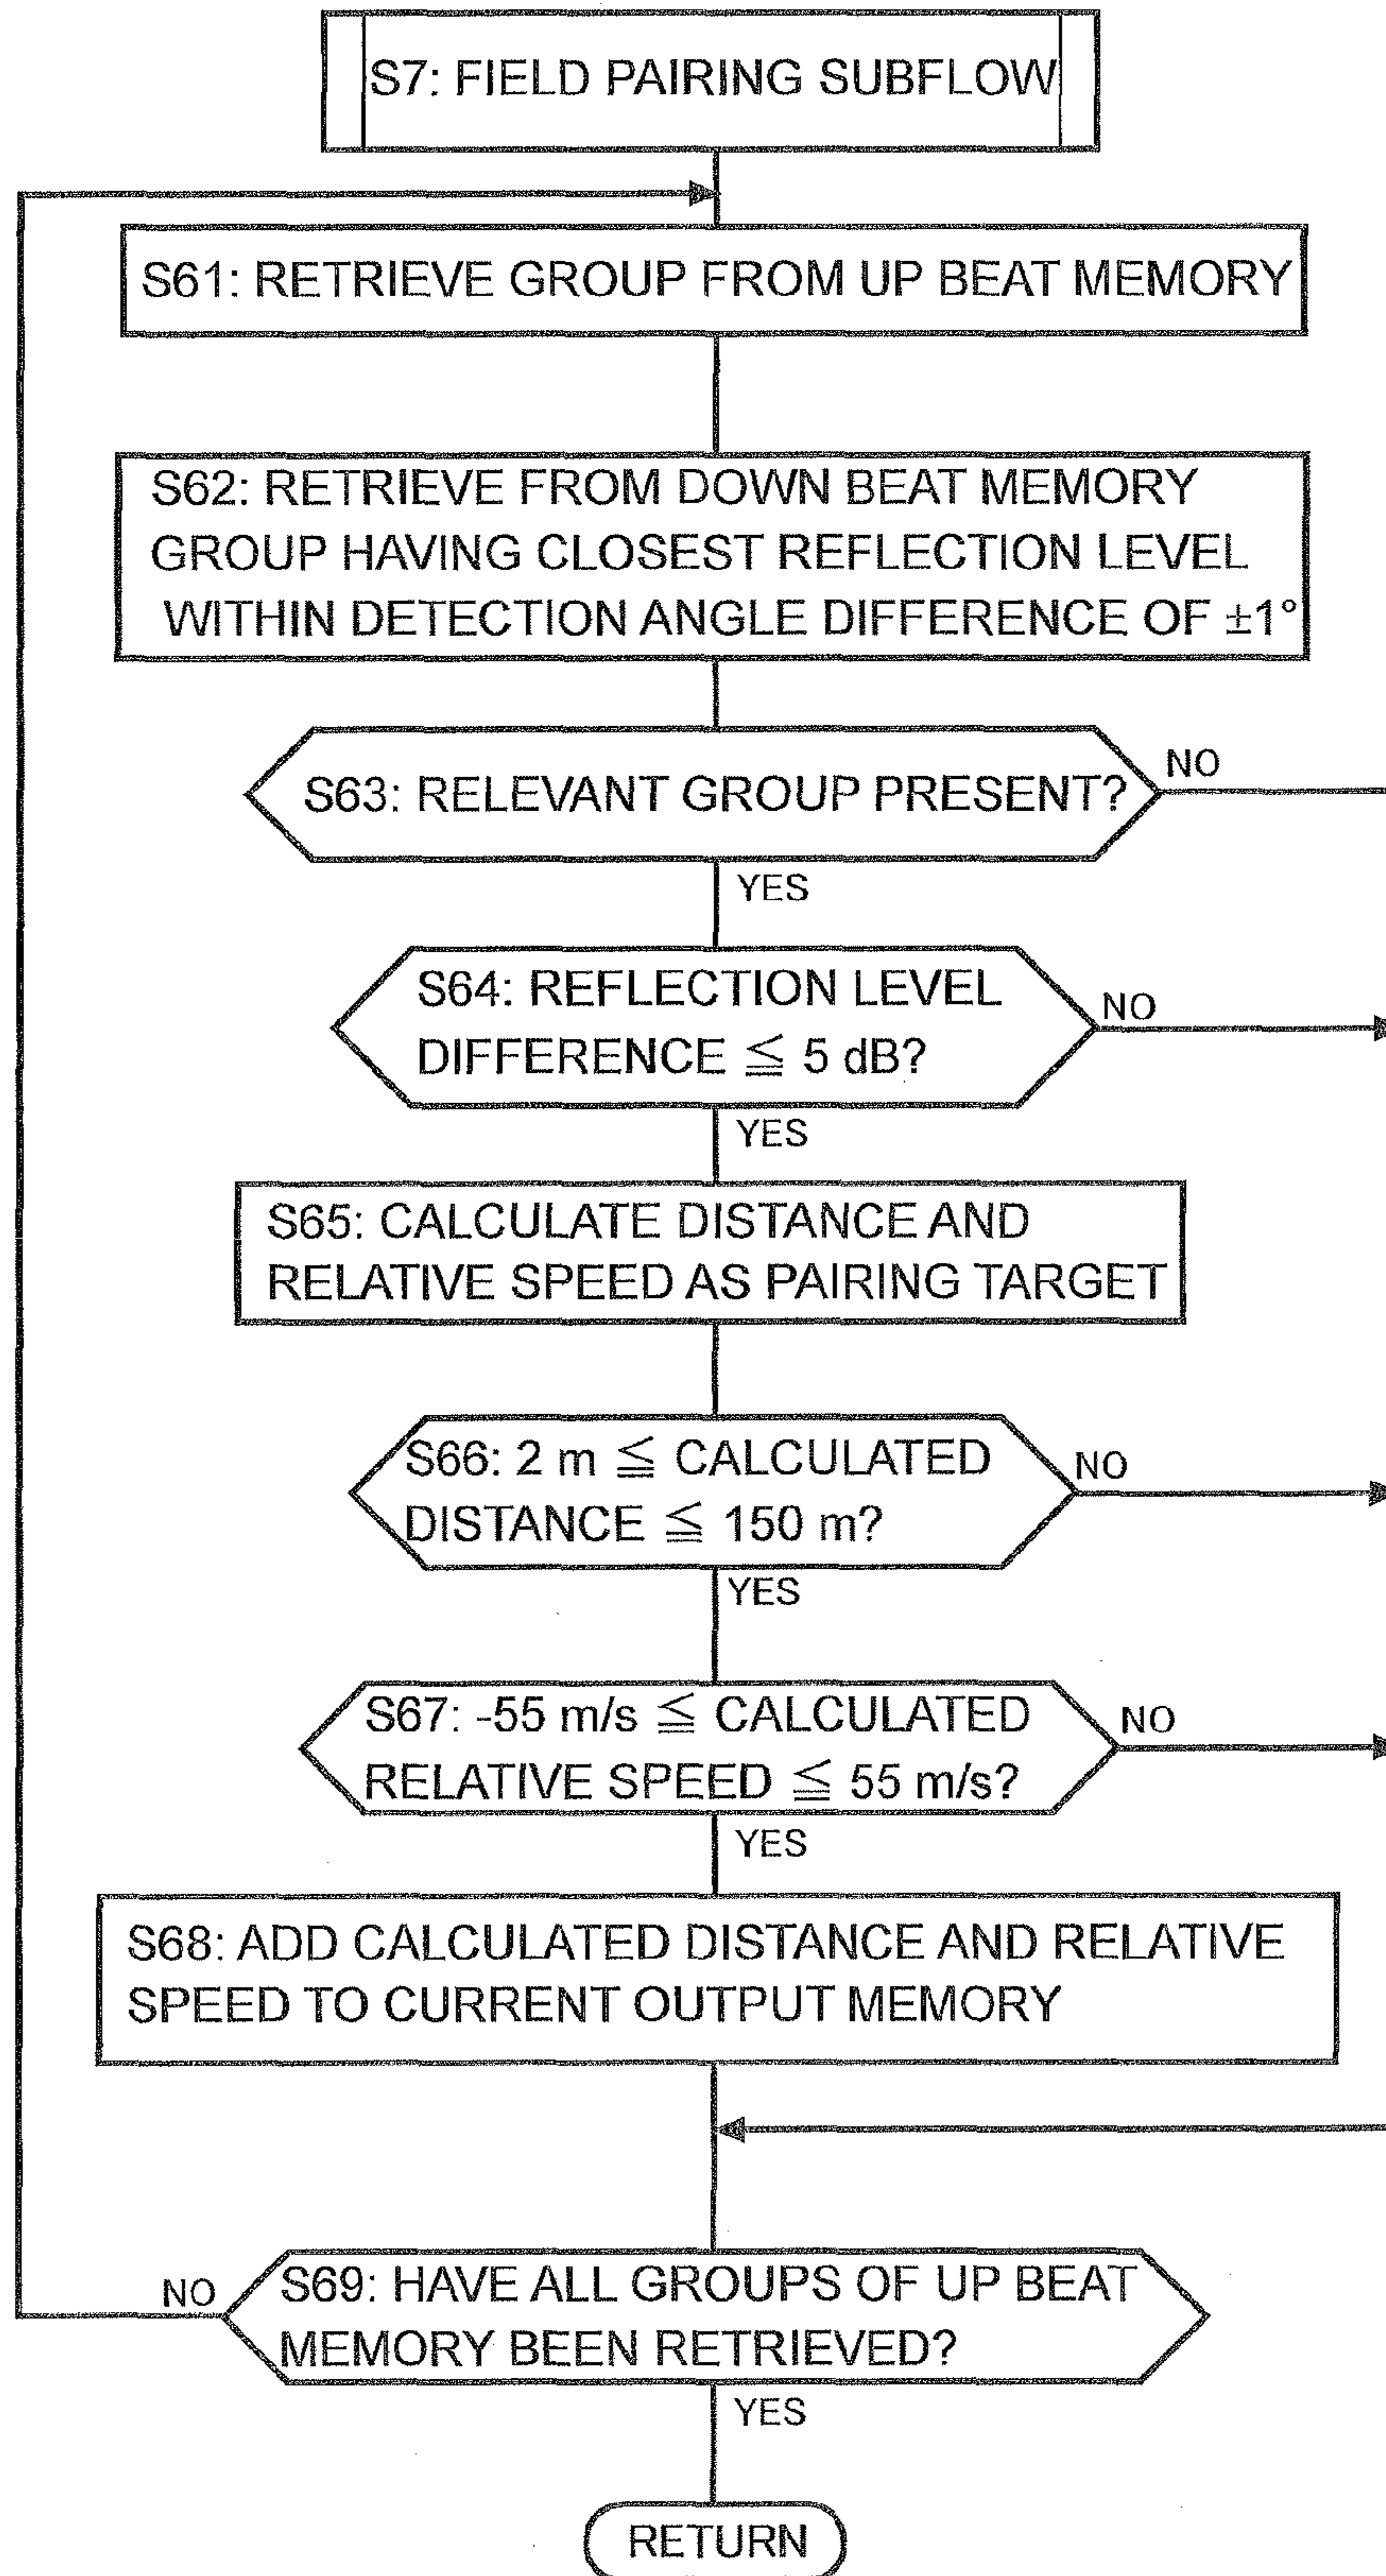 S7: FIELD PAIRING SUBFLOW
S61: RETRIEVE GROUP FROM UP BEAT MEMORY
S62: RETRIEVE FROM DOWN BEAT MEMORY
GROUP HAVING CLOSEST REFLECTION LEVEL
WITHIN DETECTION ANGLE DIFFERENCE OF ±1°
S63: RELEVANT GROUP PRESENT?
NO
YES
S64: REFLECTION LEVEL
DIFFERENCE ≦ 5 dB?
NO
YES
S65: CALCULATE DISTANCE AND
RELATIVE SPEED AS PAIRING TARGET
S66: 2 m ≦ CALCULATED
DISTANCE ≦ 150 m?
NO
YES
S67: -55 m/s ≦ CALCULATED
RELATIVE SPEED ≦ 55 m/s?
NO
YES
S68: ADD CALCULATED DISTANCE AND RELATIVE
SPEED TO CURRENT OUTPUT MEMORY
S69: HAVE ALL GROUPS OF UP BEAT
MEMORY BEEN RETRIEVED?
NO
YES
RETURN